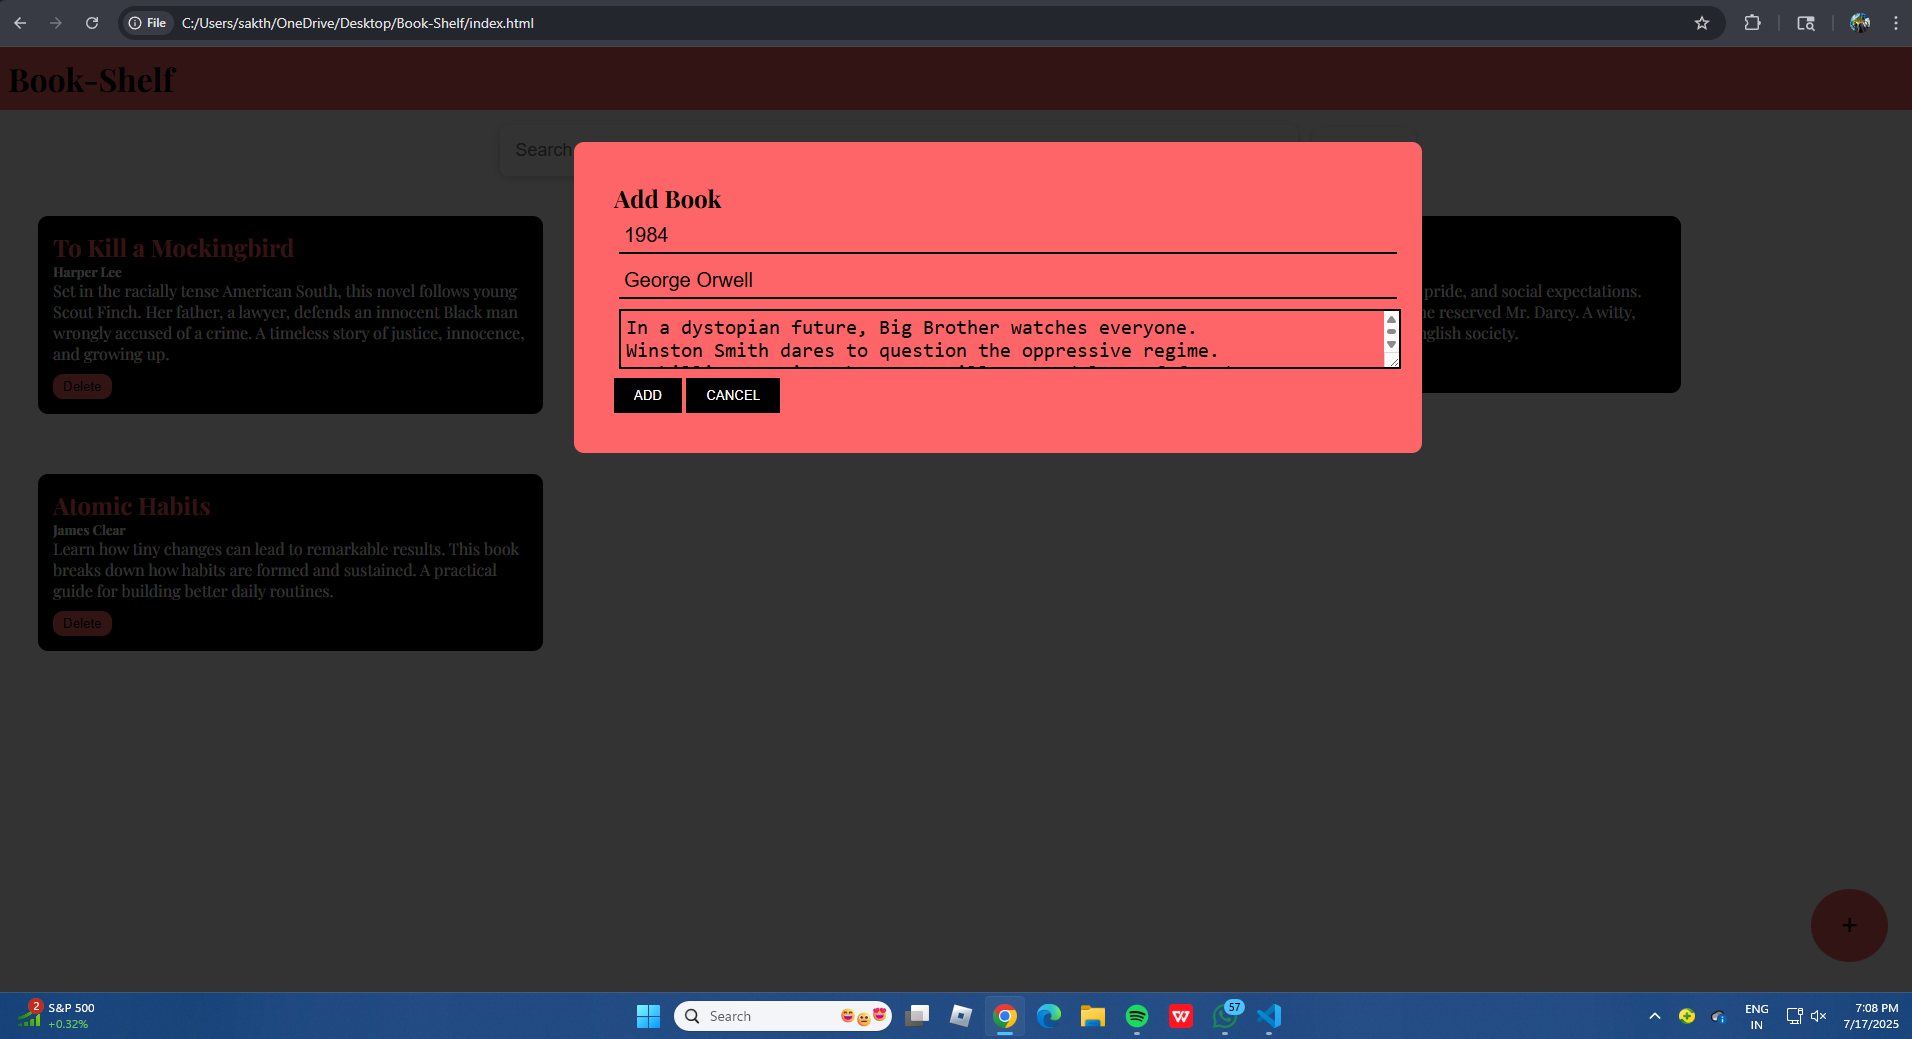 File C:/Users/sakth/OneDrive/Desktop/Book-Shelf/index.html
Book-Shelf
Search
Add Book
1984
George Orwell
In a dystopian future, Big Brother watches everyone.
Winston Smith dares to question the oppressive regime.
ADD CANCEL
To Kill a Mockingbird
Harper Lee
Set in the racially tense American South, this novel follows young
Scout Finch. Her father, a lawyer, defends an innocent Black man
wrongly accused of a crime. A timeless story of justice, innocence,
and growing up.
Delete
pride, and social expectations.
reserved Mr. Darcy. A witty,
society.
Atomic Habits
James Clear
Learn how tiny changes can lead to remarkable results. This book
breaks down how habits are formed and sustained. A practical
guide for building better daily routines.
Delete
+
2
S&P 500
+0.32%
Search
W
57
ENG
IN
7:08 PM
7/17/2025